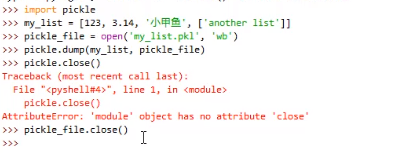 >>> import pickle
>>> my_list = [123, 3.14, '小甲鱼', ['another list']]
>>> pickle_file = open('my_list.pkl', 'wb')
>>> pickle.dump(my_list, pickle_file)
>>> pickle.close()
Traceback (most recent call last):
  File "<pyshell#4>", line 1, in <module>
    pickle.close()
AttributeError: 'module' object has no attribute 'close'
>>> pickle_file.close()
>>>